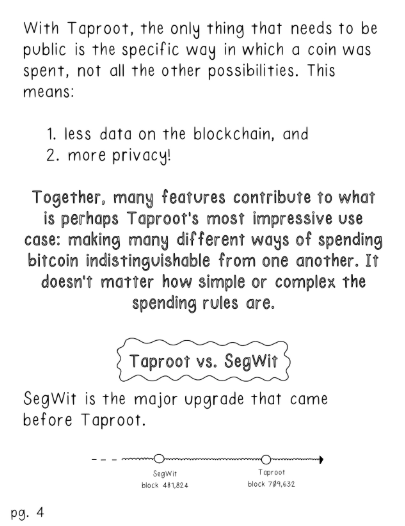 With Taproot, the only thing that needs to be
public is the specific way in which a coin was
spent, not all the other possibilities. This
means:
1. less data on the blockchain, and
2. more privacy!
Together, many features contribute to what
is perhaps Taproot's most impressive use
case: making many different ways of spending
bitcoin indistinguishable from one another. It
doesn't matter how simple or complex the
spending rules are.
Taproot vs. SegWit
SegWit is the major upgrade that came
before Taproot.
SegWit Taproot
block 481,824 block 709,632
pg. 4